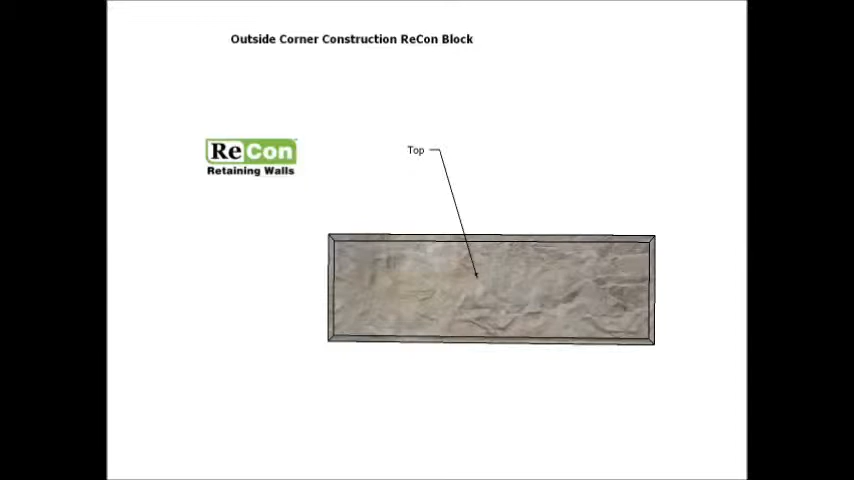 Outside Corner Construction ReCon Block
ReCon
Retaining Walls
Top